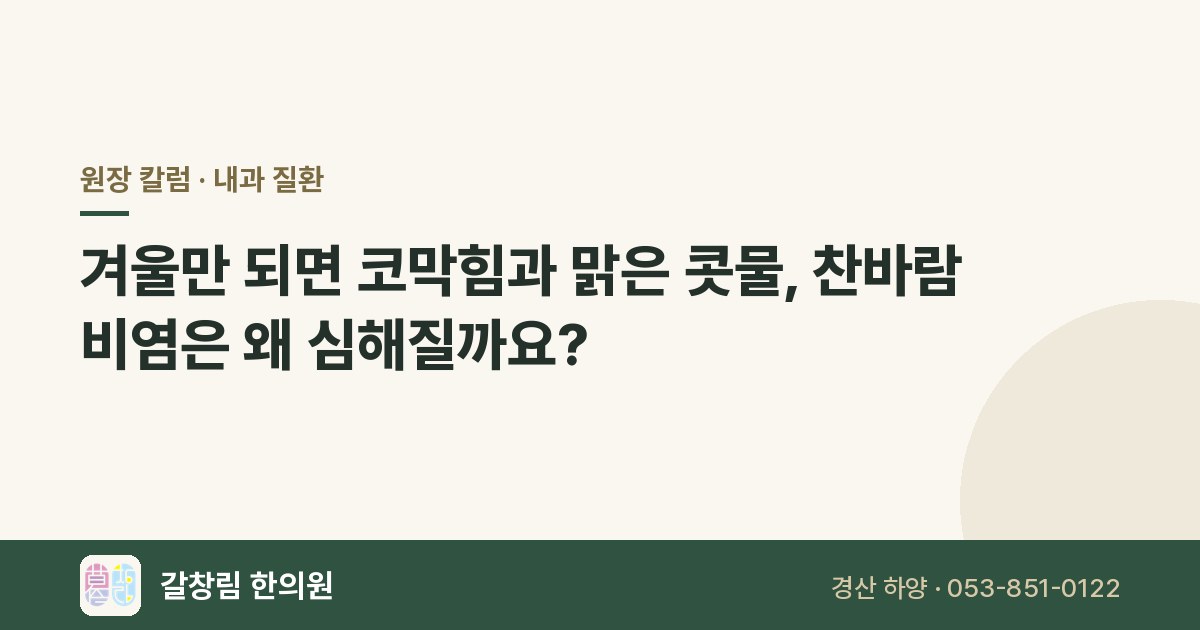 원장 칼럼 · 내과 질환
겨울만 되면 코막힘과 맑은 콧물, 찬바람
비염은 왜 심해질까요?
갈창림 한의원
경산 하양 · 053-851-0122